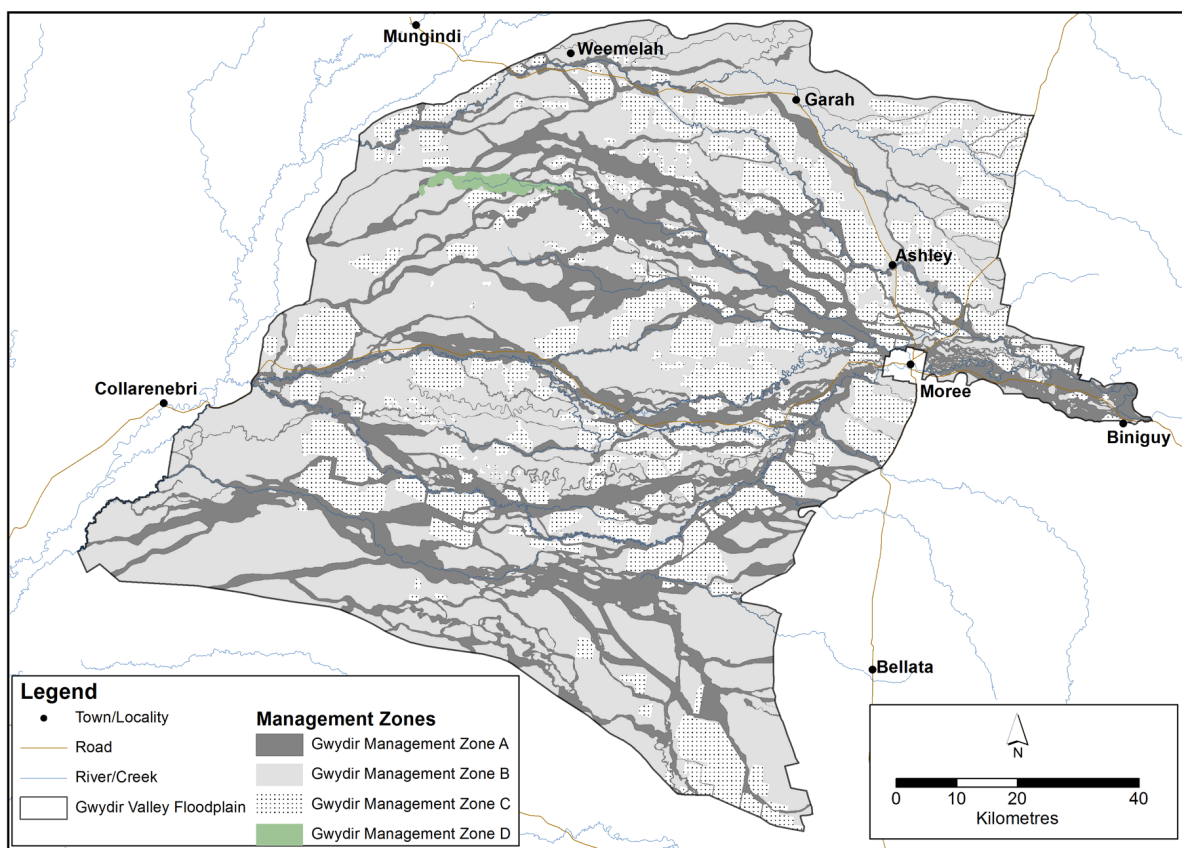 Mungindi
Weemelah
Garah
Ashley
Collarenebri
Moree
Biniguy
Bellata
Legend
Town/Locality
Road
River/Creek
Gwydir Valley Floodplain
Management Zones
Gwydir Management Zone A
Gwydir Management Zone B
Gwydir Management Zone C
Gwydir Management Zone D
N
0 10 20 40
Kilometres